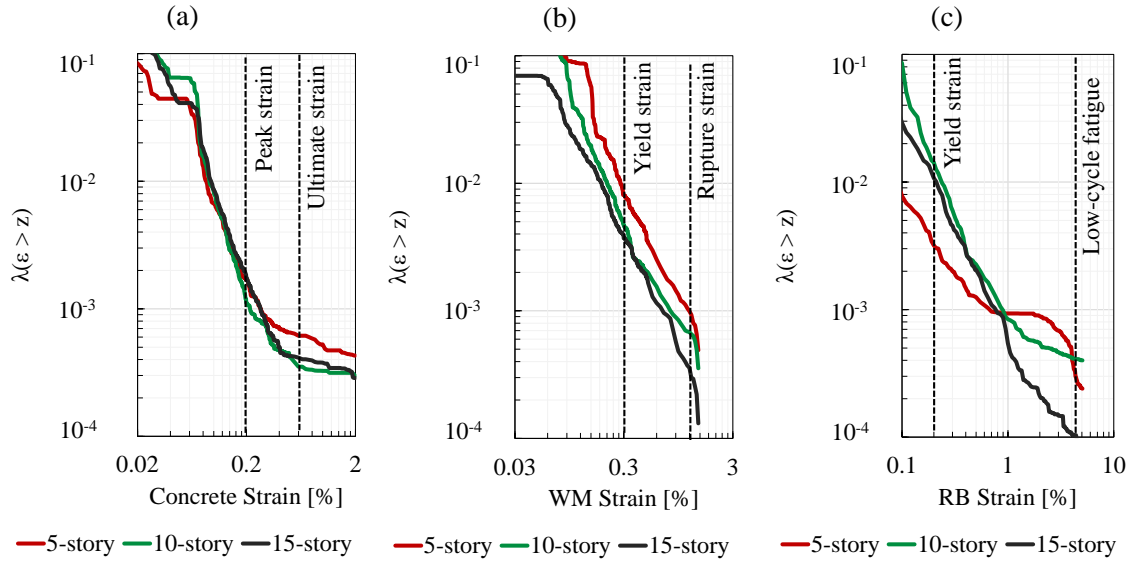 (a)
10-1
10-2
10-3
10-4
λ(ε > z)
Peak strain
Ultimate strain
0.02 0.2 2
Concrete Strain [%]
5-story 10-story 15-story
(b)
10-1
10-2
10-3
10-4
λ(ε > z)
Yield strain
Rupture strain
0.03 0.3 3
WM Strain [%]
5-story 10-story 15-story
(c)
10-1
10-2
10-3
10-4
λ(ε > z)
Yield strain
Low-cycle fatigue
0.1 1 10
RB Strain [%]
5-story 10-story 15-story